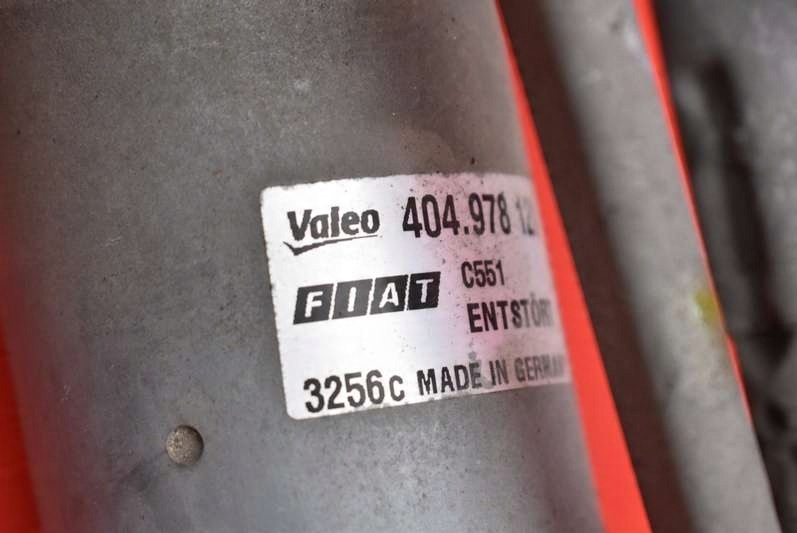 Valeo 404.978 12
FIAT C551
ENTSTÖRT
3256c MADE IN GERMANY